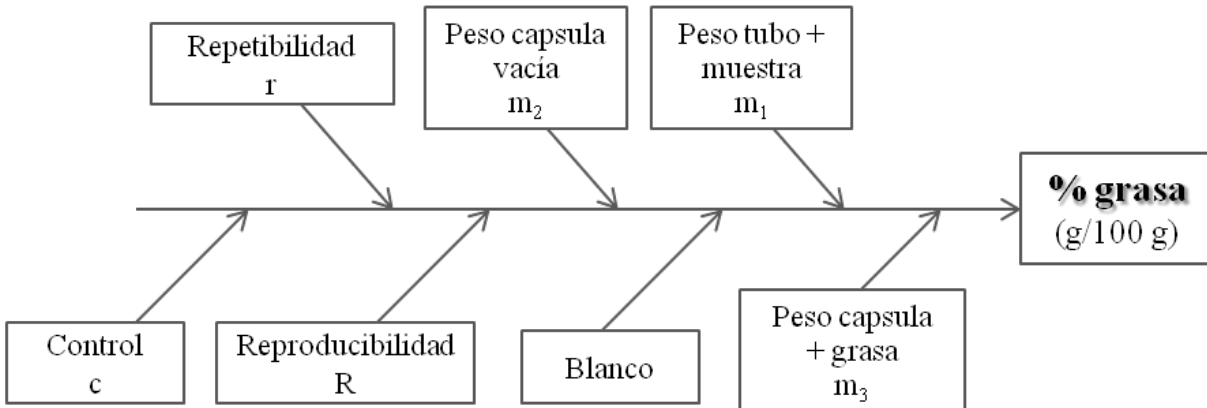 Repetibilidad
r
Peso capsula
vacía
m₂
Peso tubo +
muestra
m₁
% grasa
(g/100 g)
Control
c
Reproducibilidad
R
Blanco
Peso capsula
+ grasa
m₃